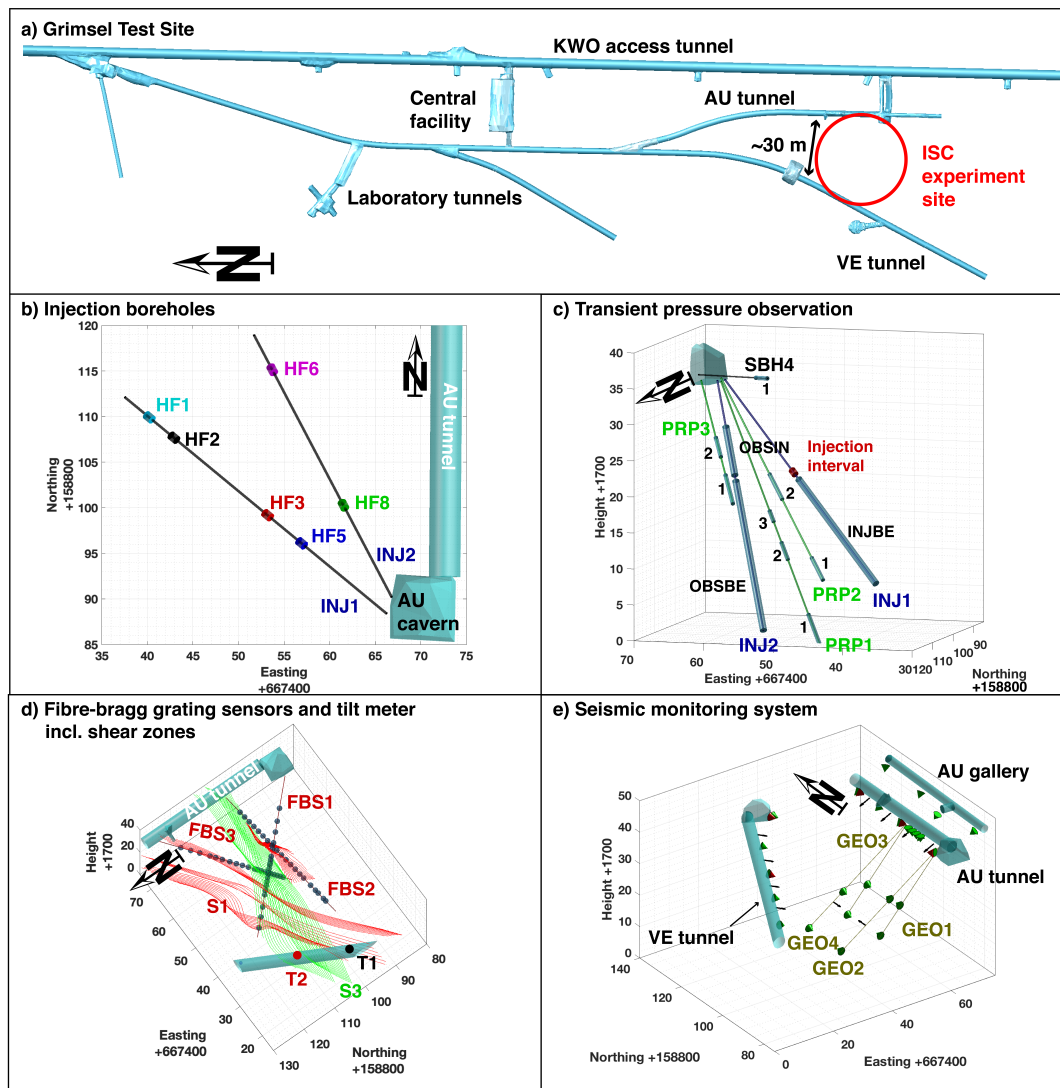 a) Grimsel Test Site
KWO access tunnel
Central
facility
AU tunnel
~30 m
ISC
experiment
site
Laboratory tunnels
VE tunnel
N
b) Injection boreholes
120
115
110
105
100
95
90
85
Northing
+158800
35
40
45
50
55
60
65
70
75
Easting
+667400
HF6
HF1
HF2
HF3
HF8
HF5
INJ2
INJ1
AU
cavern
AU tunnel
N
c) Transient pressure observation
40
35
30
25
20
15
10
5
0
Height +1700
SBH4
1
N
PRP3
OBSIN
Injection
interval
2
1
2
3
2
1
INJBE
OBSBE
PRP2
INJ1
1
INJ2
PRP1
70
60
50
40
30
120
110
100
90
Easting +667400
Northing
+158800
d) Fibre-bragg grating sensors and tilt meter
incl. shear zones
AU tunnel
FBS1
FBS3
FBS2
40
20
0
Height
+1700
N
S1
T1
T2
S3
70
60
50
40
30
20
Easting
+667400
80
90
100
110
120
130
Northing
+158800
e) Seismic monitoring system
N
AU gallery
50
40
30
20
10
0
Height +1700
GEO3
AU tunnel
VE tunnel
GEO4
GEO1
GEO2
140
120
100
80
Northing +158800
0
20
40
60
Easting +667400